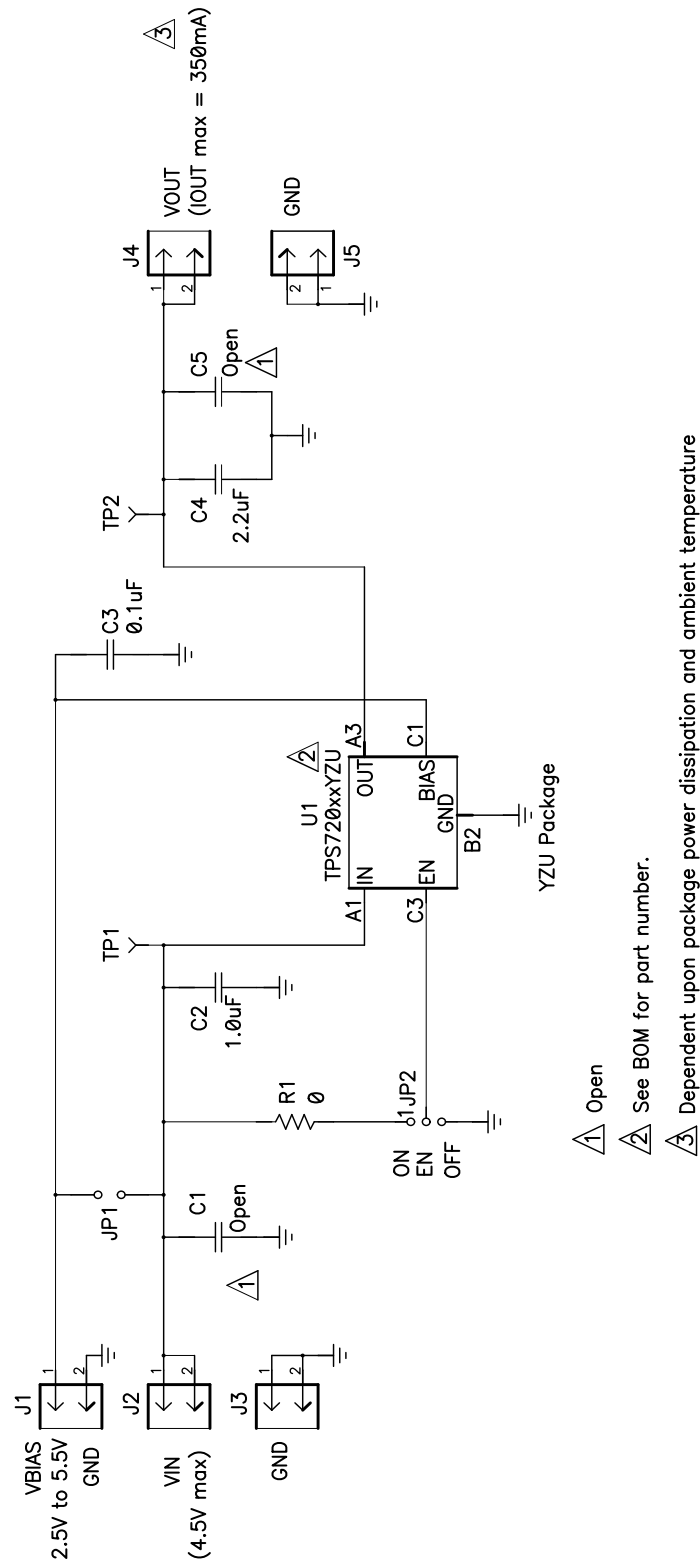 J1
VBIAS
2.5V to 5.5V
GND
1
2
J2
VIN
(4.5V max)
1
2
J3
GND
1
2
JP1
C1
Open
1
R1
0
ON
EN
OFF
1
JP2
C2
1.0uF
TP1
A1
C3
U1
TPS720xxYZU
2
IN
EN
OUT
BIAS
GND
B2
A3
C1
YZU Package
C3
0.1uF
TP2
C4
2.2uF
C5
Open
1
J4
1
2
VOUT
(IOUT max = 350mA)
3
J5
2
1
GND
1 Open
2 See BOM for part number.
3 Dependent upon package power dissipation and ambient temperature